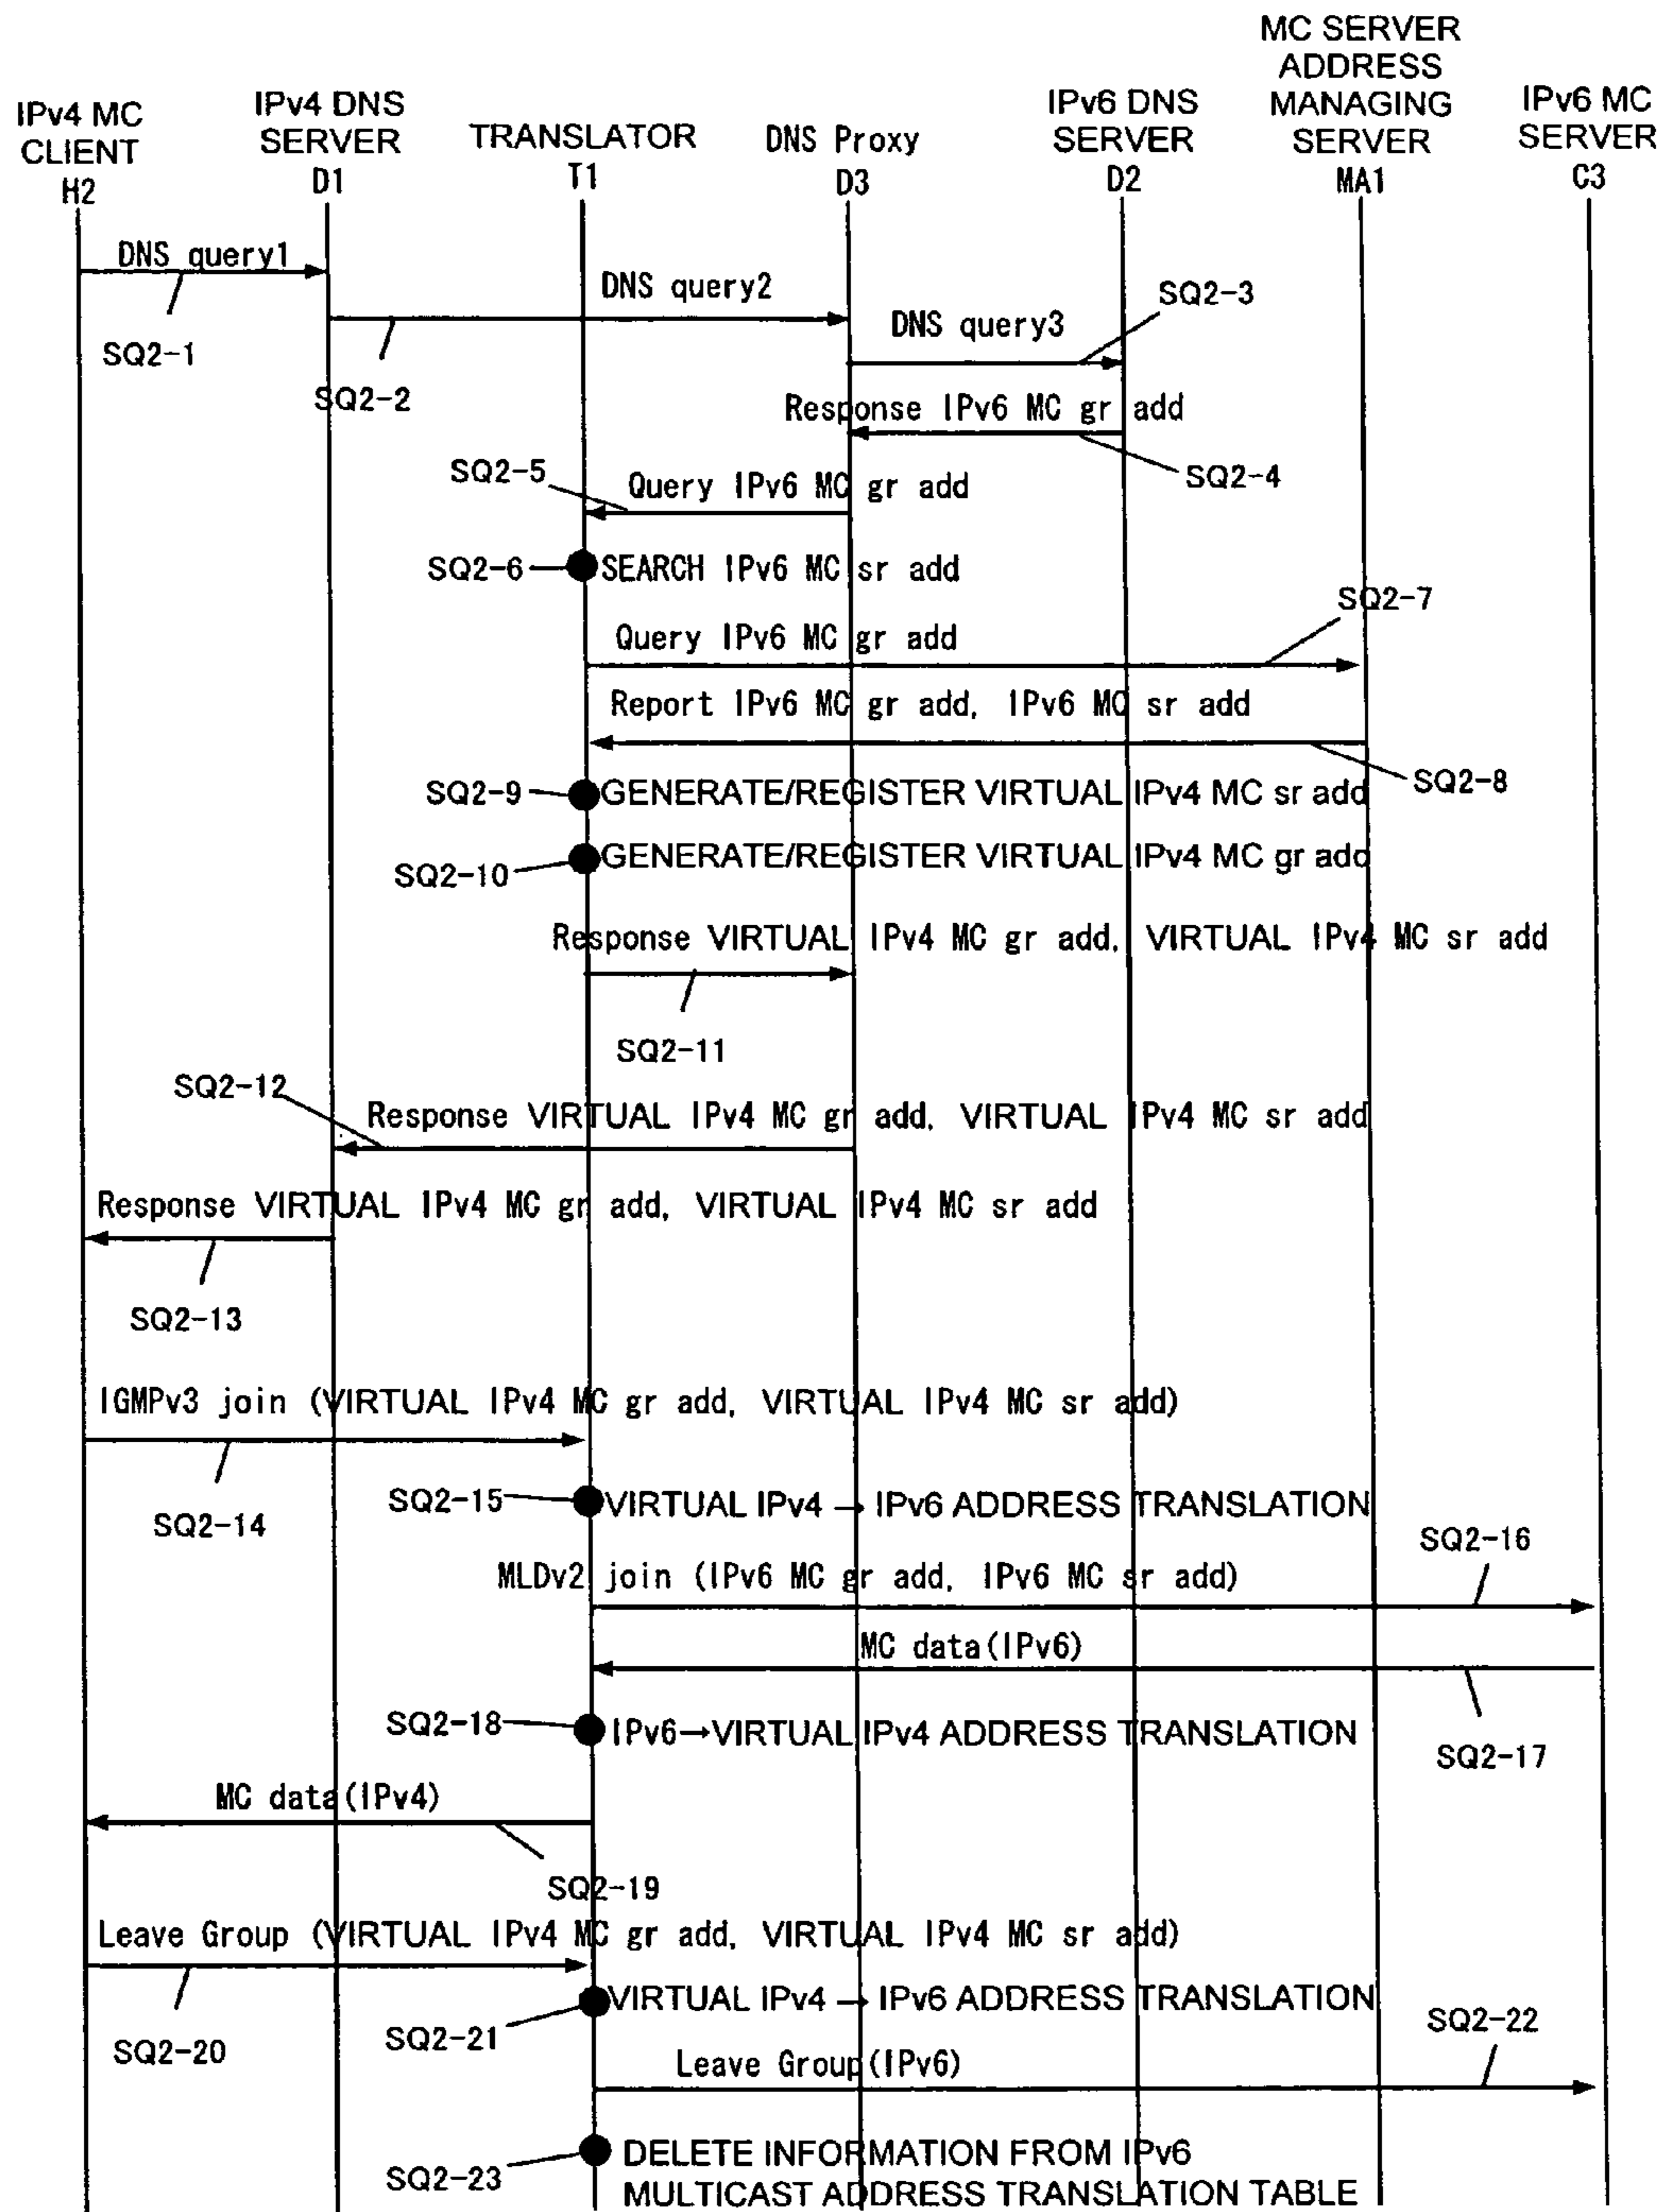 IPv4 MC
CLIENT
H2
IPv4 DNS
SERVER
D1
TRANSLATOR
T1
DNS Proxy
D3
IPv6 DNS
SERVER
D2
MC SERVER
ADDRESS
MANAGING
SERVER
MA1
IPv6 MC
SERVER
C3
DNS query1
SQ2-1
DNS query2
SQ2-2
DNS query3
SQ2-3
Response IPv6 MC gr add
SQ2-4
SQ2-5
Query IPv6 MC gr add
SQ2-6
SEARCH IPv6 MC sr add
SQ2-7
Query IPv6 MC gr add
Report IPv6 MC gr add, IPv6 MC sr add
SQ2-8
SQ2-9
GENERATE/REGISTER VIRTUAL IPv4 MC sr add
SQ2-10
GENERATE/REGISTER VIRTUAL IPv4 MC gr add
Response VIRTUAL IPv4 MC gr add, VIRTUAL IPv4 MC sr add
SQ2-11
SQ2-12
Response VIRTUAL IPv4 MC gr add, VIRTUAL IPv4 MC sr add
Response VIRTUAL IPv4 MC gr add, VIRTUAL IPv4 MC sr add
SQ2-13
IGMPv3 join (VIRTUAL IPv4 MC gr add, VIRTUAL IPv4 MC sr add)
SQ2-14
SQ2-15
VIRTUAL IPv4 → IPv6 ADDRESS TRANSLATION
SQ2-16
MLDv2 join (IPv6 MC gr add, IPv6 MC sr add)
MC data(IPv6)
SQ2-17
SQ2-18
IPv6→VIRTUAL IPv4 ADDRESS TRANSLATION
MC data(IPv4)
SQ2-19
Leave Group (VIRTUAL IPv4 MC gr add, VIRTUAL IPv4 MC sr add)
SQ2-20
SQ2-21
VIRTUAL IPv4 → IPv6 ADDRESS TRANSLATION
SQ2-22
Leave Group(IPv6)
SQ2-23
DELETE INFORMATION FROM IPv6
MULTICAST ADDRESS TRANSLATION TABLE